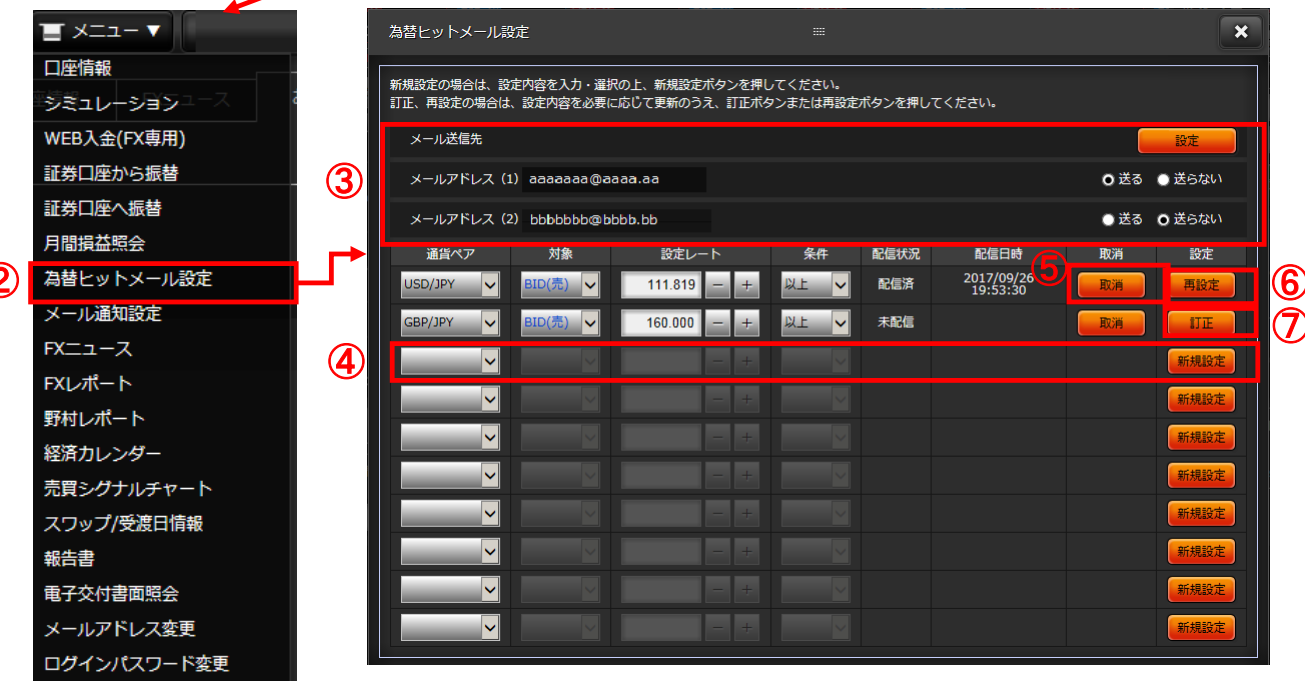 メニュー ▼
口座情報
シミュレーション
WEB入金(FX専用)
証券口座から振替
証券口座へ振替
月間損益照会
② 為替ヒットメール設定
メール通知設定
FXニュース
FXレポート
野村レポート
経済カレンダー
売買シグナルチャート
スワップ/受渡日情報
報告書
電子交付書面照会
メールアドレス変更
ログインパスワード変更
為替ヒットメール設定
新規設定の場合は、設定内容を入力・選択の上、新規設定ボタンを押してください。
訂正、再設定の場合は、設定内容を必要に応じて更新のうえ、訂正ボタンまたは再設定ボタンを押してください。
メール送信先 設定
③ メールアドレス (1) aaaaaaa@aaaa.aa 送る 送らない
メールアドレス (2) bbbbbbb@bbbb.bb 送る 送らない
通貨ペア 対象 設定レート 条件 配信状況 配信日時 取消 設定
USD/JPY BID(売) 111.819 － ＋ 以上 配信済 2017/09/26 19:53:30 ⑤ 取消 再設定 ⑥
GBP/JPY BID(売) 160.000 － ＋ 以上 未配信 取消 訂正 ⑦
④ － ＋ 新規設定
－ ＋ 新規設定
－ ＋ 新規設定
－ ＋ 新規設定
－ ＋ 新規設定
－ ＋ 新規設定
－ ＋ 新規設定
－ ＋ 新規設定